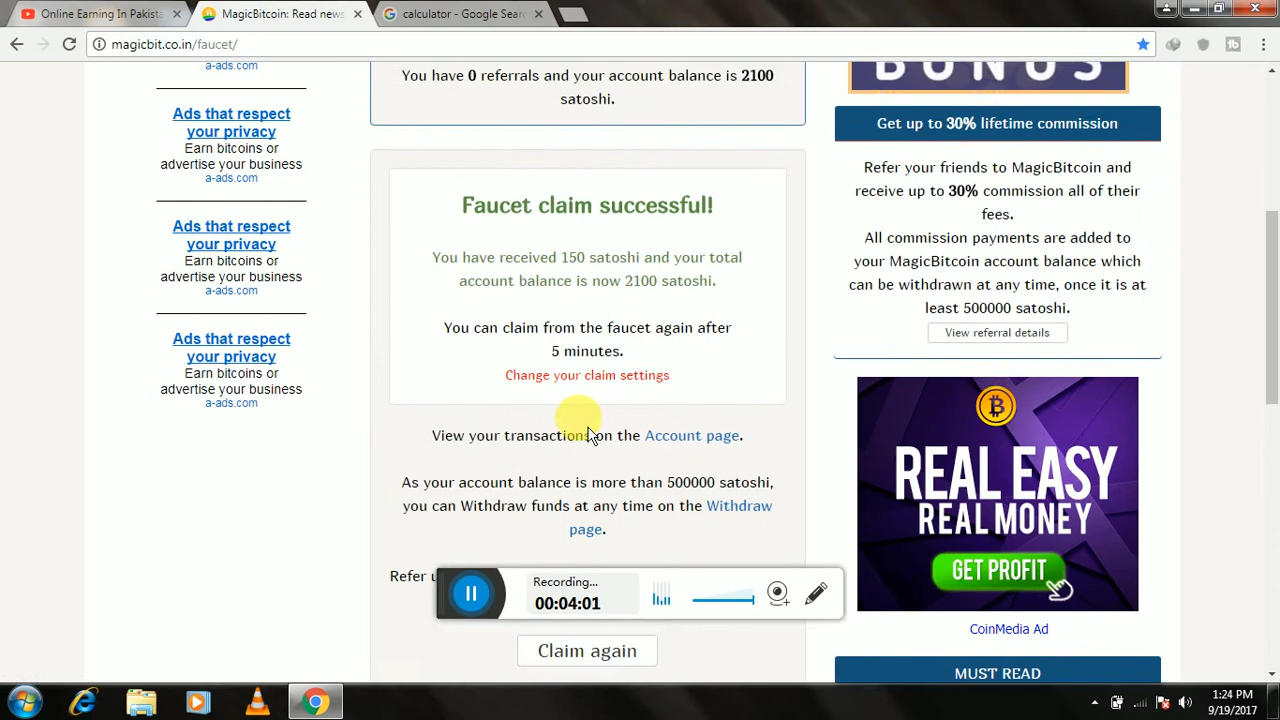 Online Earning In Pakista
MagicBitcoin: Read news
calculator - Google Sear
magicbit.co.in/faucet/
a-ads.com
Ads that respect
your privacy
Earn bitcoins or
advertise your business
a-ads.com
Ads that respect
your privacy
Earn bitcoins or
advertise your business
a-ads.com
Ads that respect
your privacy
Earn bitcoins or
advertise your business
a-ads.com
You have 0 referrals and your account balance is 2100
satoshi.
Faucet claim successful!
You have received 150 satoshi and your total
account balance is now 2100 satoshi.
You can claim from the faucet again after
5 minutes.
Change your claim settings
View your transactions on the Account page.
As your account balance is more than 500000 satoshi,
you can Withdraw funds at any time on the Withdraw
page.
Refer
Recording...
00:04:01
Claim again
BONUS
Get up to 30% lifetime commission
Refer your friends to MagicBitcoin and
receive up to 30% commission all of their
fees.
All commission payments are added to
your MagicBitcoin account balance which
can be withdrawn at any time, once it is at
least 500000 satoshi.
View referral details
REAL EASY
REAL MONEY
GET PROFIT
CoinMedia Ad
MUST READ
1:24 PM
9/19/2017